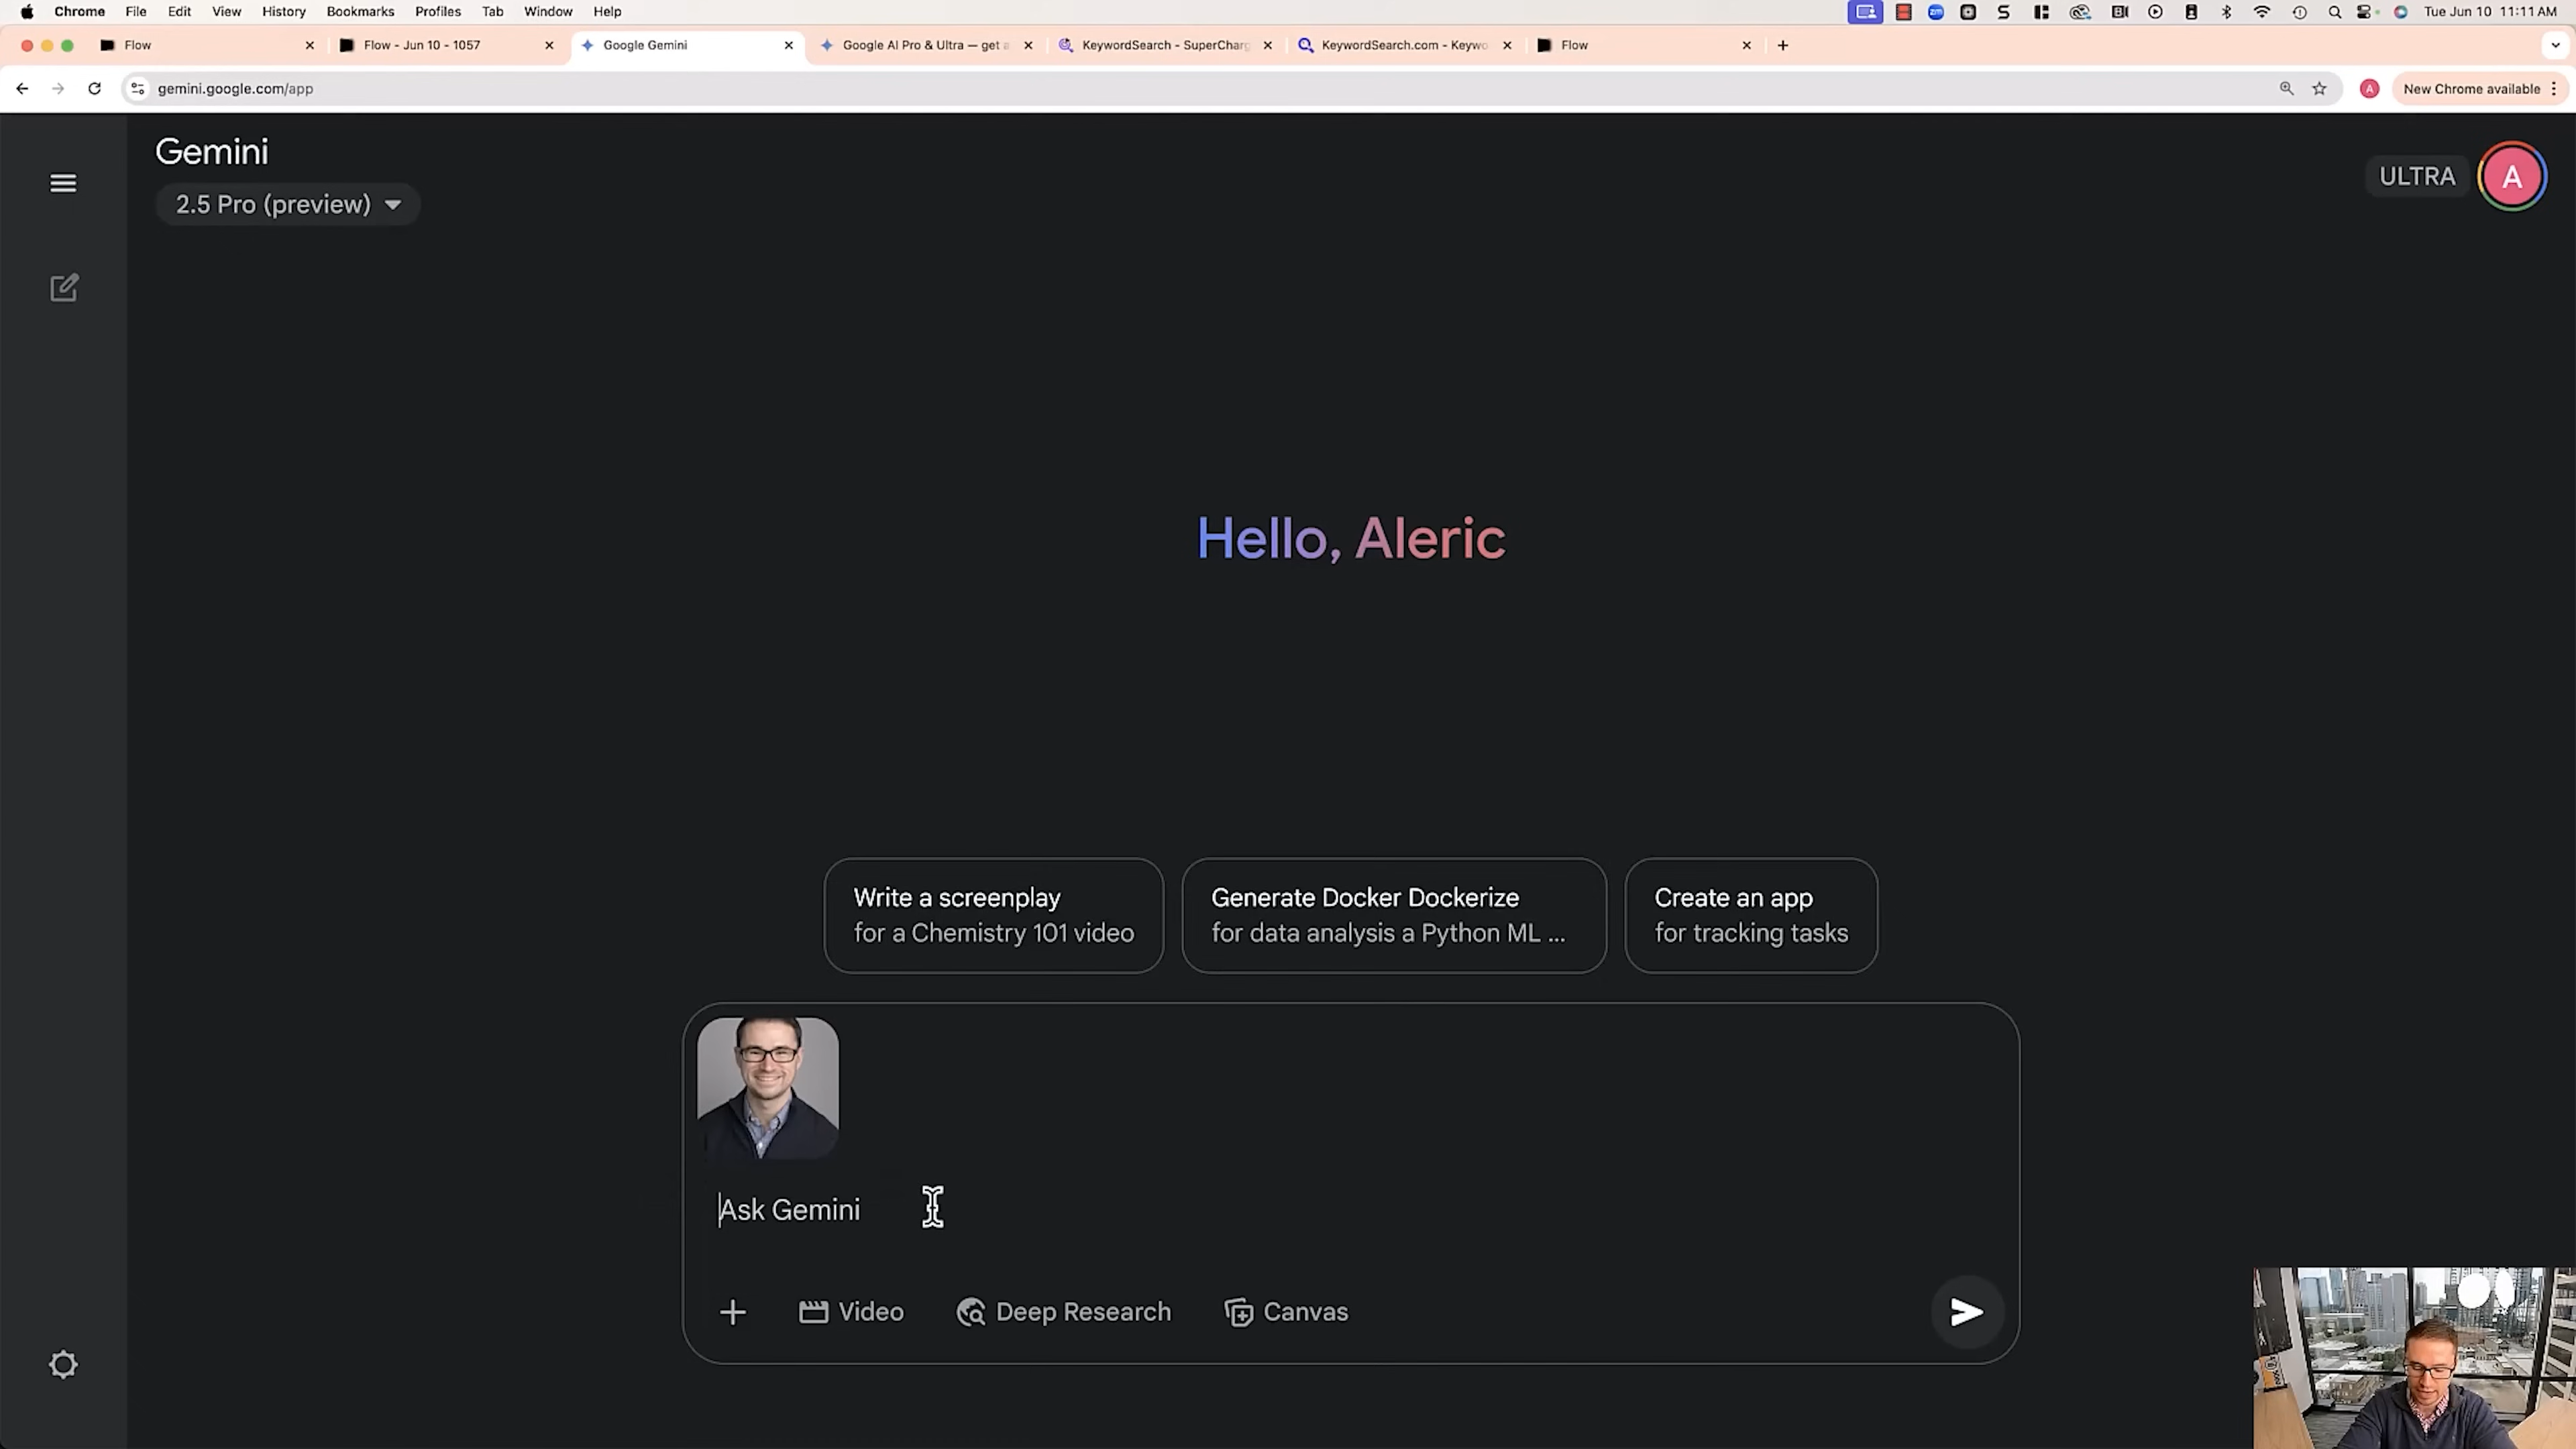 Chrome File Edit View History Bookmarks Profiles Tab Window Help Tue Jun 10 11:11 AM
Flow Flow - Jun 10 - 1057 Google Gemini Google AI Pro & Ultra — get a KeywordSearch - SuperCharg KeywordSearch.com - Keywo Flow
gemini.google.com/app A New Chrome available
Gemini
2.5 Pro (preview)
ULTRA A
Hello, Aleric
Write a screenplay
for a Chemistry 101 video
Generate Docker Dockerize
for data analysis a Python ML ...
Create an app
for tracking tasks
Ask Gemini
Video Deep Research Canvas